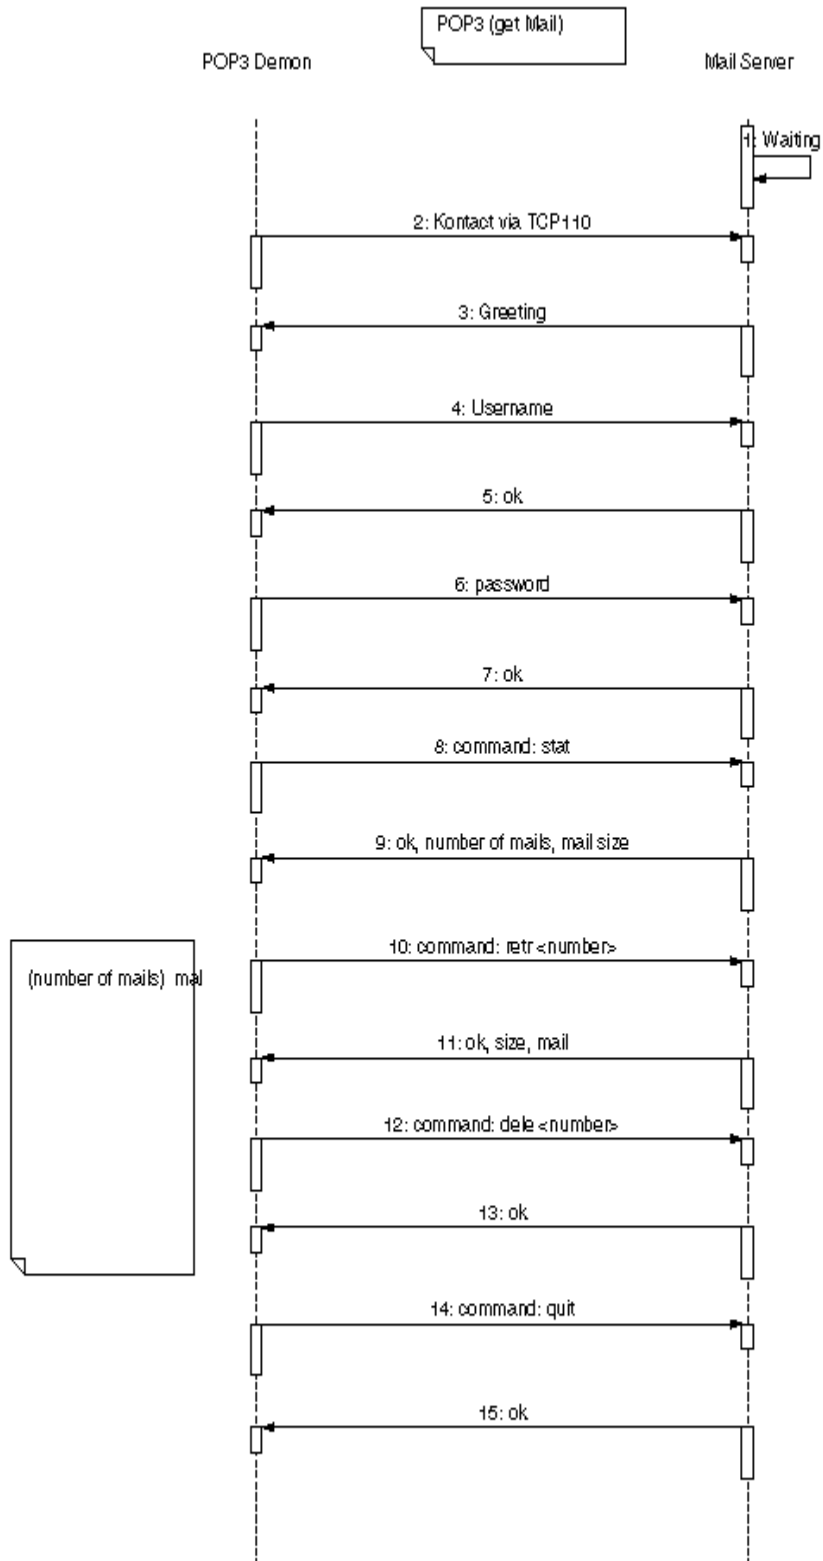 POP3 (get Mail)
POP3 Demon
Mail Server
1: Waiting
2: Kontact via TCP110
3: Greeting
4: Username
5: ok
6: password
7: ok
8: command: stat
9: ok, number of mails, mail size
10: command: retr <number>
(number of mails) mal
11: ok, size, mail
12: command: dele <number>
13: ok
14: command: quit
15: ok